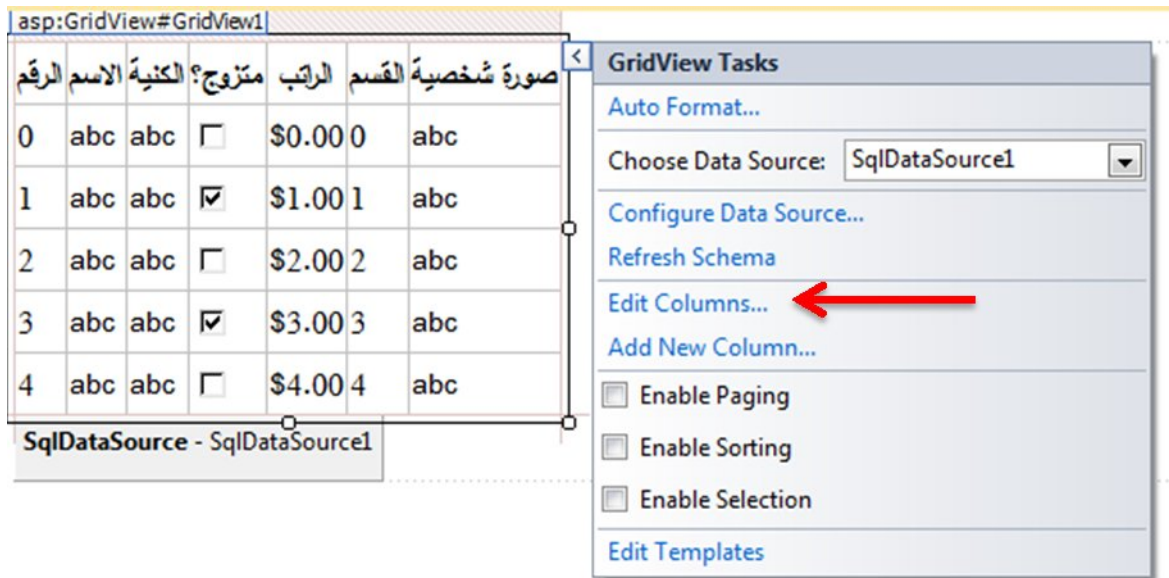 asp:GridView#GridView1
الرقم الاسم الكنية متزوج؟ الراتب القسم صورة شخصية
0 abc abc $0.00 0 abc
1 abc abc $1.00 1 abc
2 abc abc $2.00 2 abc
3 abc abc $3.00 3 abc
4 abc abc $4.00 4 abc
SqlDataSource - SqlDataSource1
GridView Tasks
Auto Format...
Choose Data Source: SqlDataSource1
Configure Data Source...
Refresh Schema
Edit Columns...
Add New Column...
Enable Paging
Enable Sorting
Enable Selection
Edit Templates